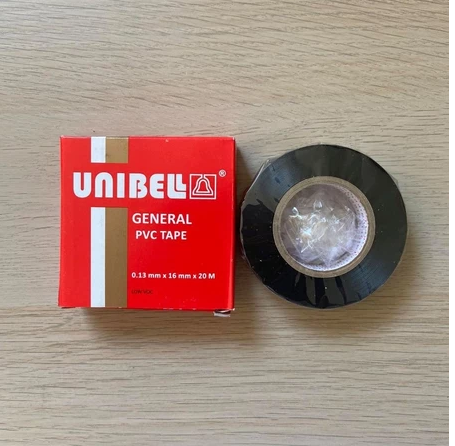 UNIBELL®
GENERAL
PVC TAPE
0.13 mm x 16 mm x 20 M